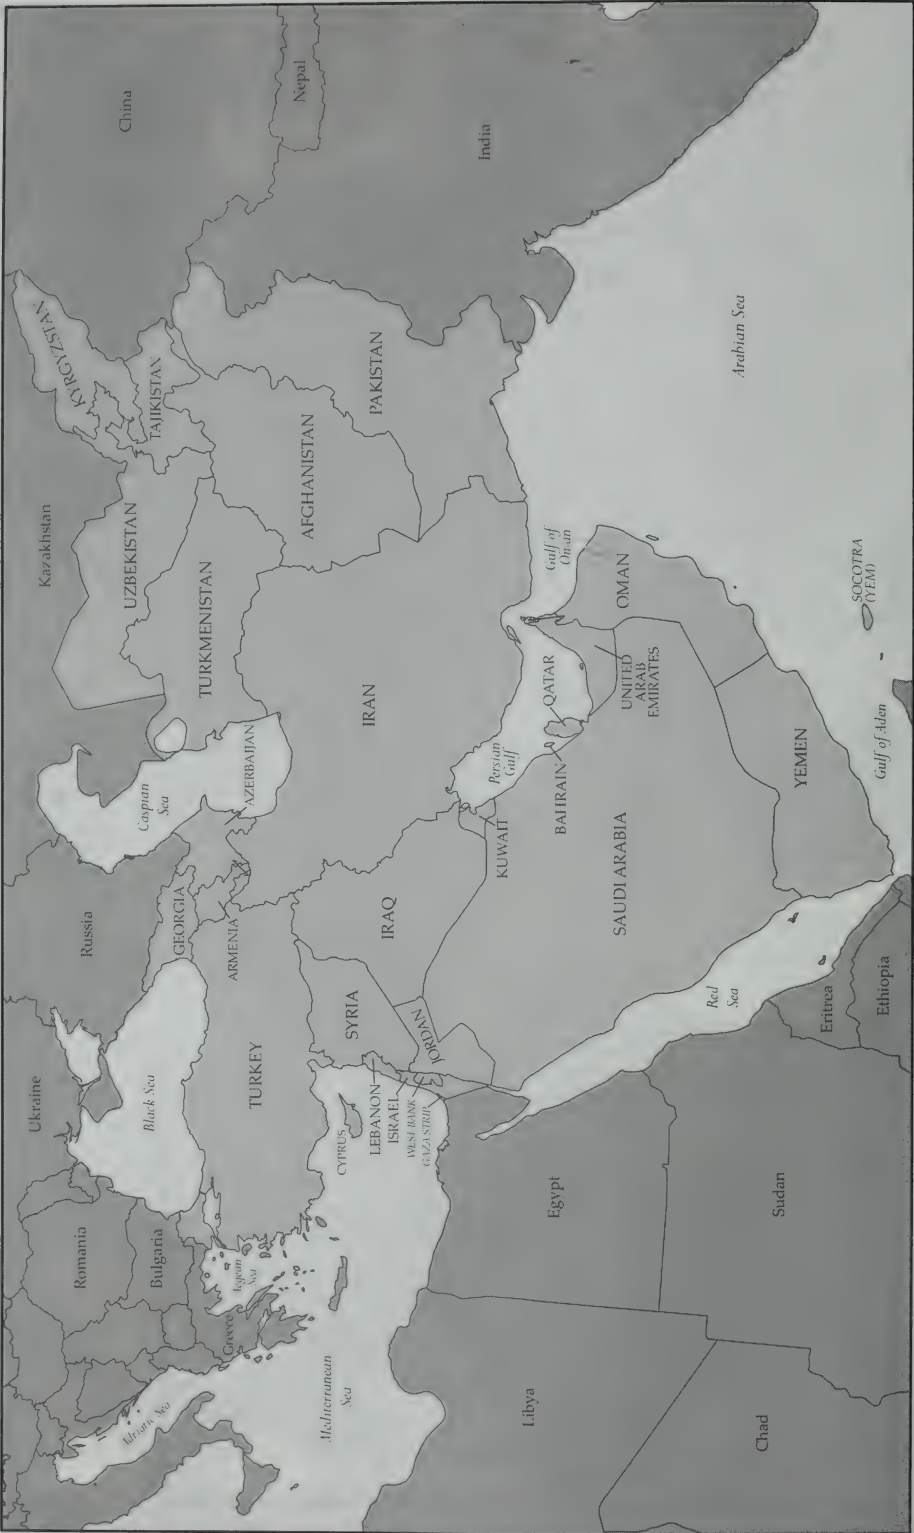 Ukraine
Russia
Kazakhstan
China
Romania
Bulgaria
Black Sea
GEORGIA
ARMENIA
Caspian
Sea
AZERBAIJAN
UZBEKISTAN
TURKMENISTAN
KYRGYZSTAN
TAJIKISTAN
Nepal
Adriatic Sea
Greece
Aegean
Sea
TURKEY
Mediterranean
Sea
CYPRUS
LEBANON
ISRAEL
WEST BANK
GAZA STRIP
SYRIA
JORDAN
IRAQ
IRAN
AFGHANISTAN
PAKISTAN
India
KUWAIT
Persian
Gulf
BAHRAIN
QATAR
UNITED
ARAB
EMIRATES
Gulf of
Oman
OMAN
SAUDI ARABIA
YEMEN
Red
Sea
Arabian Sea
SOCOTRA
(YEM)
Gulf of Aden
Libya
Egypt
Chad
Sudan
Eritrea
Ethiopia